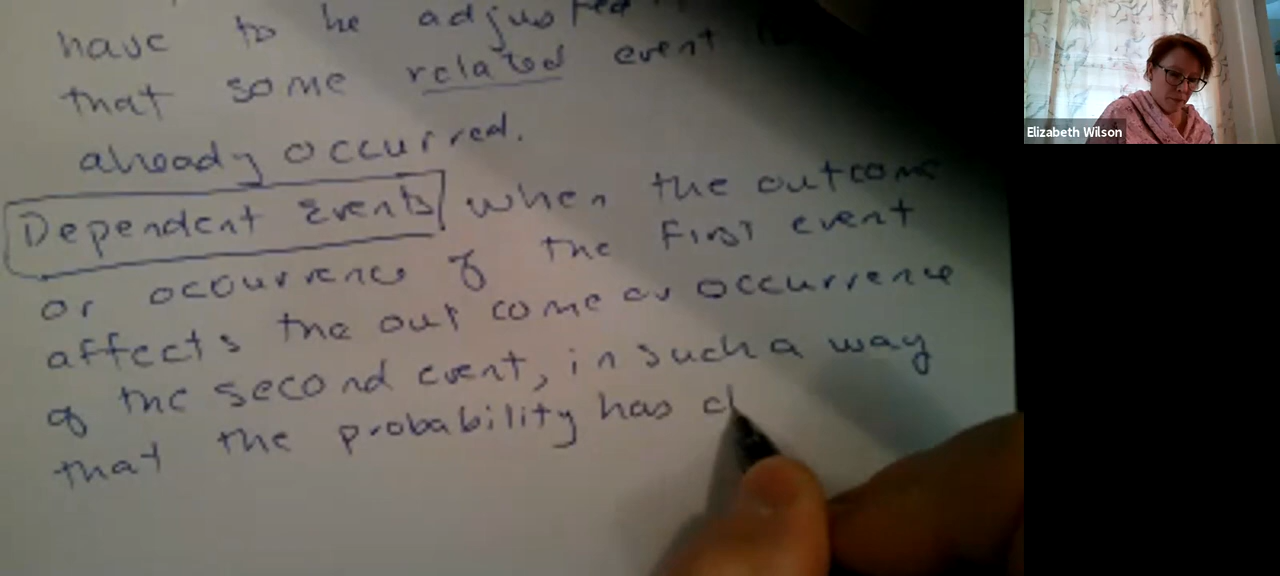 have to be adjusted
that some related event
already occurred.
Dependent Events when the outcome
or occurrence of the first event
affects the outcome or occurrence
of the second event, in such a way
that the probability has ch
Elizabeth Wilson